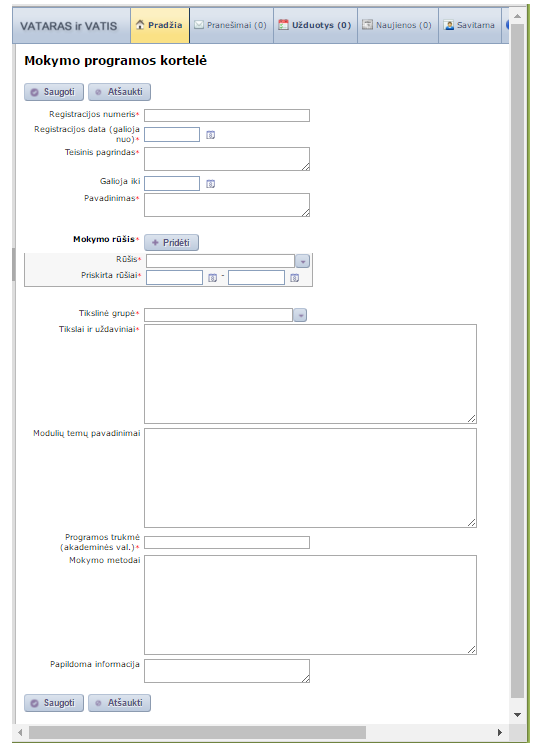 VATARAS ir VATIS Pradžia Pranešimai (0) Užduotys (0) Naujienos (0) Savitarna
Mokymo programos kortelė
Saugoti Atšaukti
Registracijos numeris*
Registracijos data (galioja
nuo)*
Teisinis pagrindas*
Galioja iki
Pavadinimas*
Mokymo rūšis* Pridėti
Rūšis*
Priskirta rūšiai* -
Tikslinė grupė*
Tikslai ir uždaviniai*
Modulių temų pavadinimai
Programos trukmė
(akademinės val.)*
Mokymo metodai
Papildoma informacija
Saugoti Atšaukti